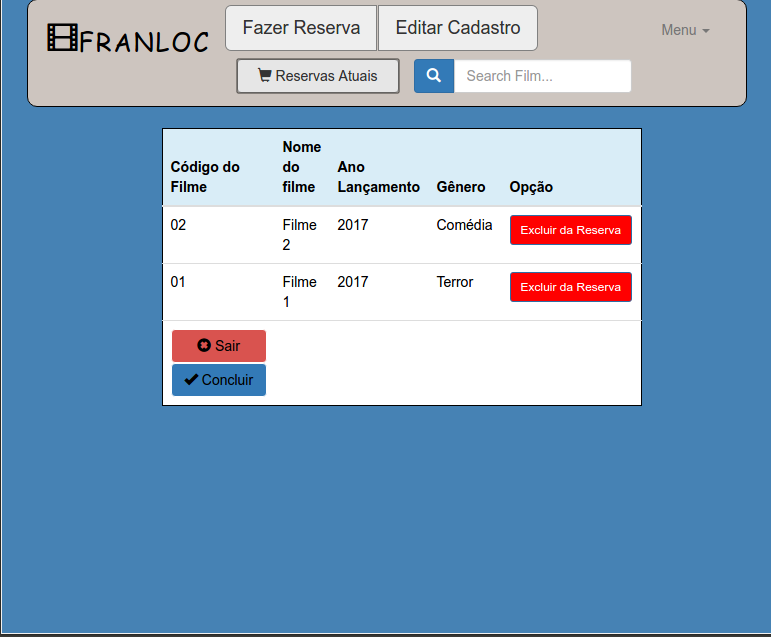 FRANLOC
Fazer Reserva
Editar Cadastro
Menu
Reservas Atuais
Search Film...
Código do
Filme
Nome
do
filme
Ano
Lançamento
Gênero
Opção
02
Filme
2
2017
Comédia
Excluir da Reserva
01
Filme
1
2017
Terror
Excluir da Reserva
Sair
Concluir